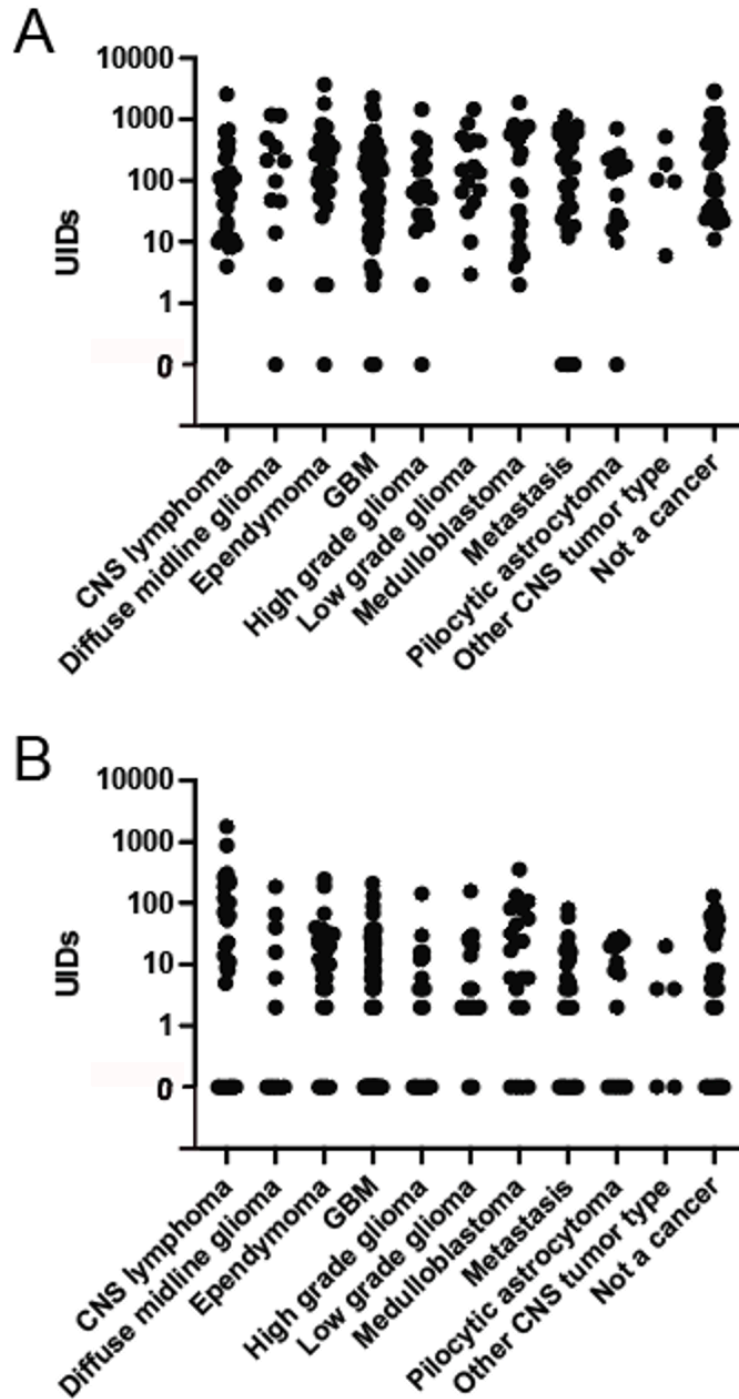 A
10000
1000
100
10
1
0
UIDs
CNS lymphoma
Diffuse midline glioma
Ependymoma
GBM
High grade glioma
Low grade glioma
Medulloblastoma
Metastasis
Pilocytic astrocytoma
Other CNS tumor type
Not a cancer
B
10000
1000
100
10
1
0
UIDs
CNS lymphoma
Diffuse midline glioma
Ependymoma
GBM
High grade glioma
Low grade glioma
Medulloblastoma
Metastasis
Pilocytic astrocytoma
Other CNS tumor type
Not a cancer